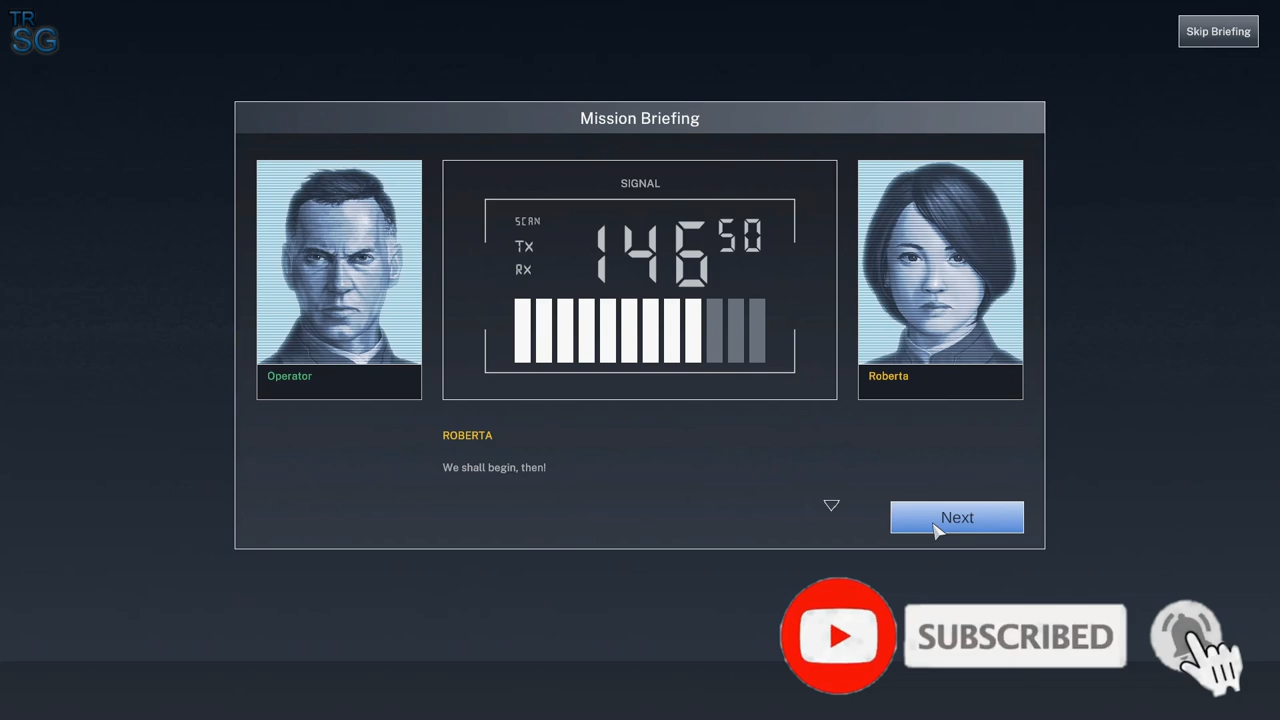 TR
SG
Skip Briefing
Mission Briefing
SIGNAL
SCAN
TX
RX
146 50
Operator
Roberta
ROBERTA
We shall begin, then!
Next
SUBSCRIBED